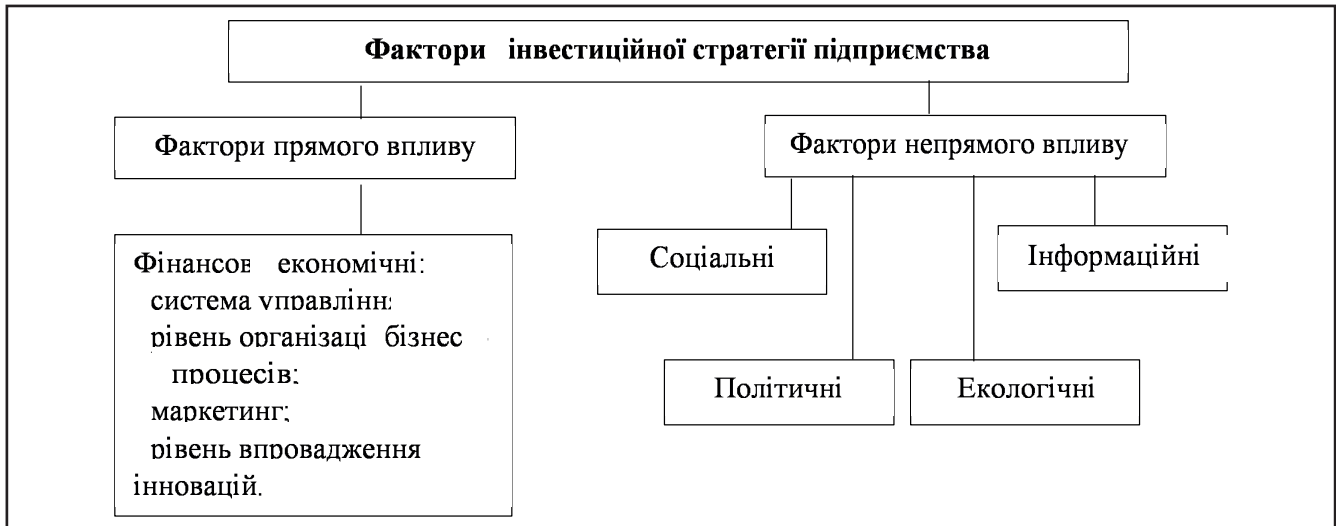 Фактори інвестиційної стратегії підприємства
Фактори прямого впливу
Фактори непрямого впливу
Фінансов економічні:
система управлінн
рівень організаці бізнес
процесів;
маркетинг;
рівень впровадження
інновацій.
Соціальні
Інформаційні
Політичні
Екологічні